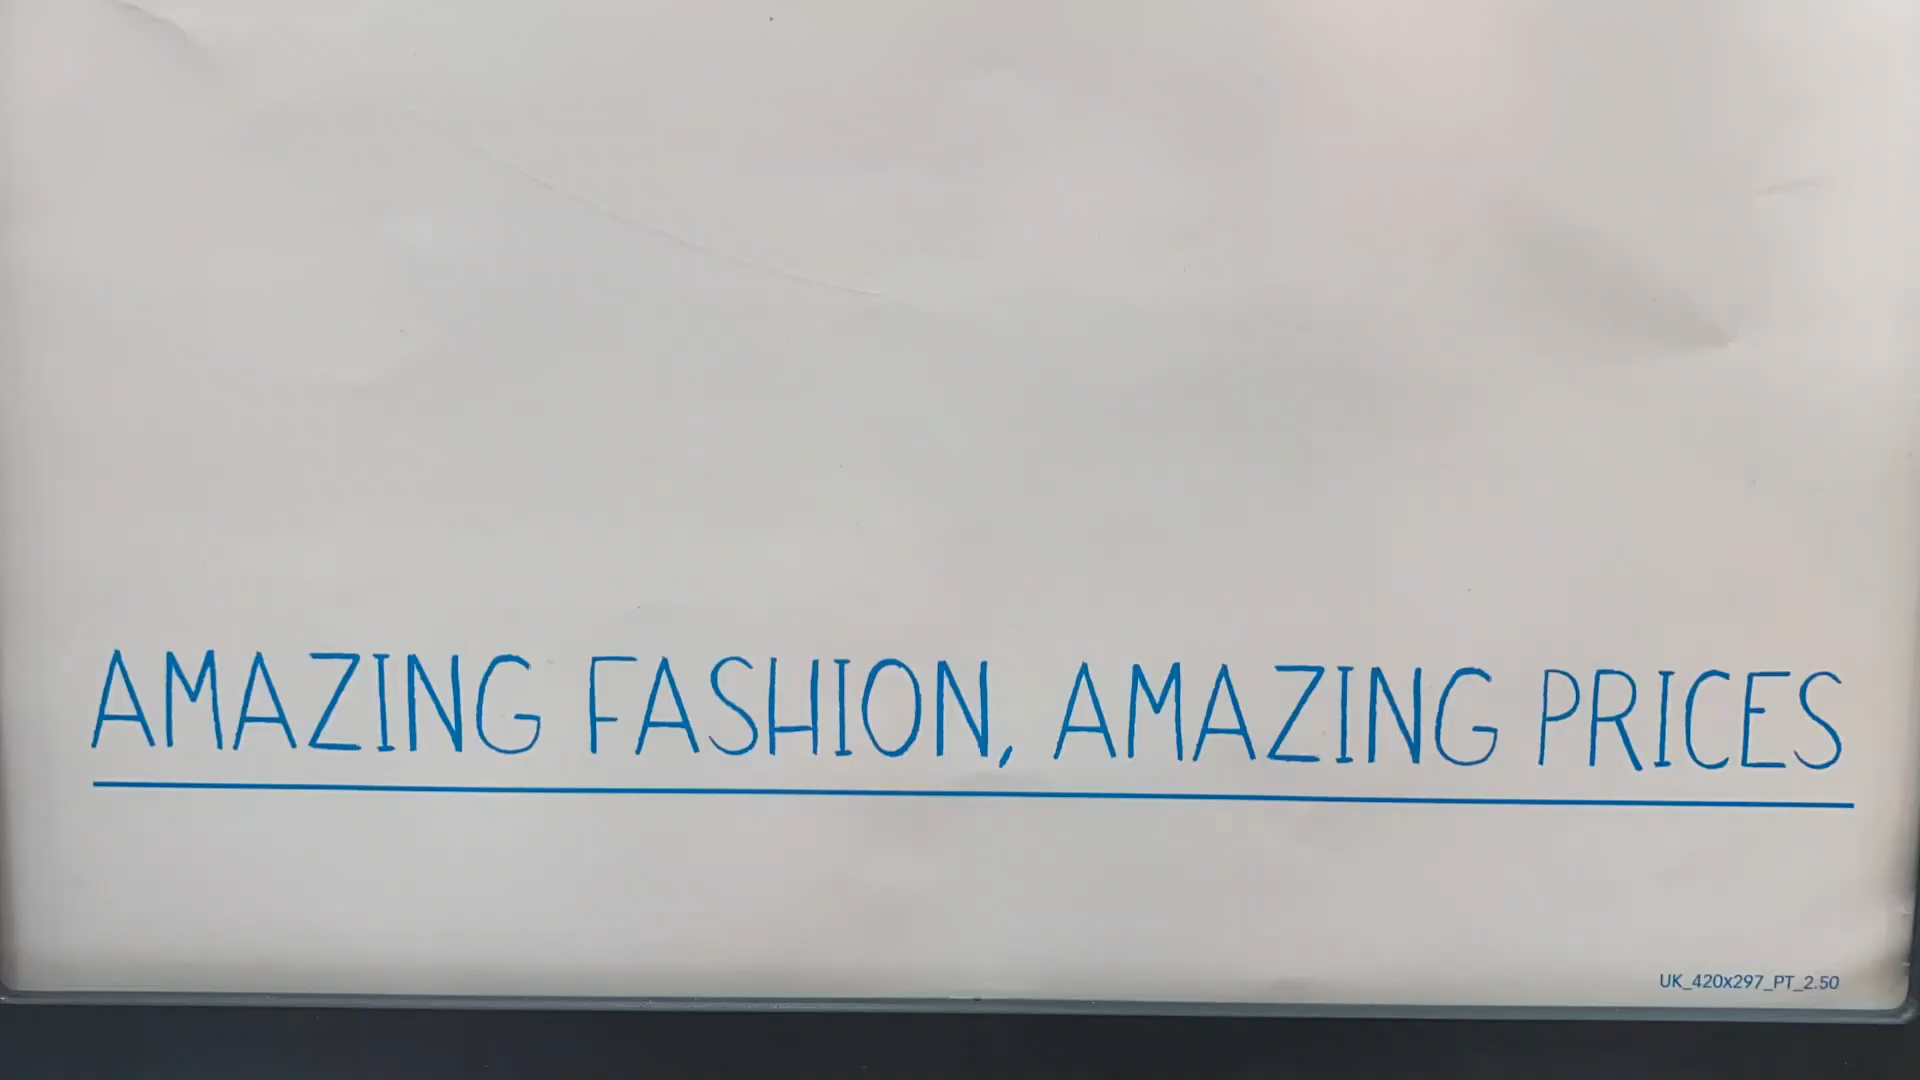 AMAZING FASHION, AMAZING PRICES
UK_420x297_PT_2.50